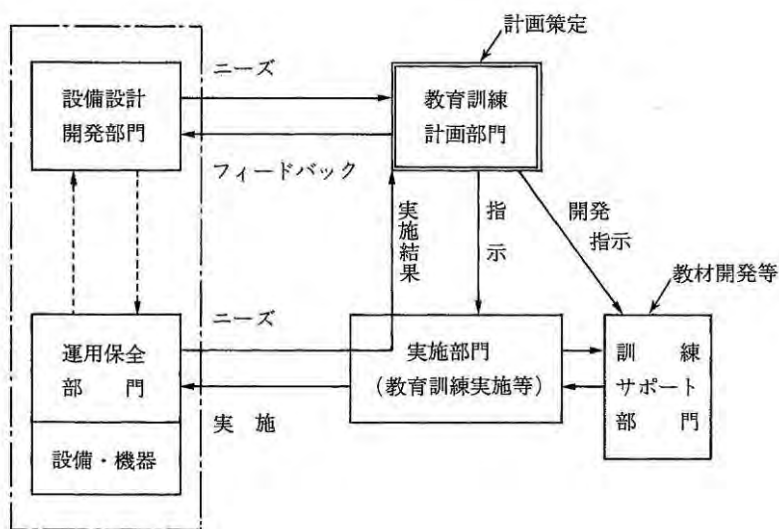 計画策定
ニーズ
設備設計
開発部門
教育訓練
計画部門
フィードバック
実施結果
指示
開発
指示
教材開発等
ニーズ
運用保全
部門
実施部門
(教育訓練実施等)
訓練
サポート
部門
実施
設備・機器